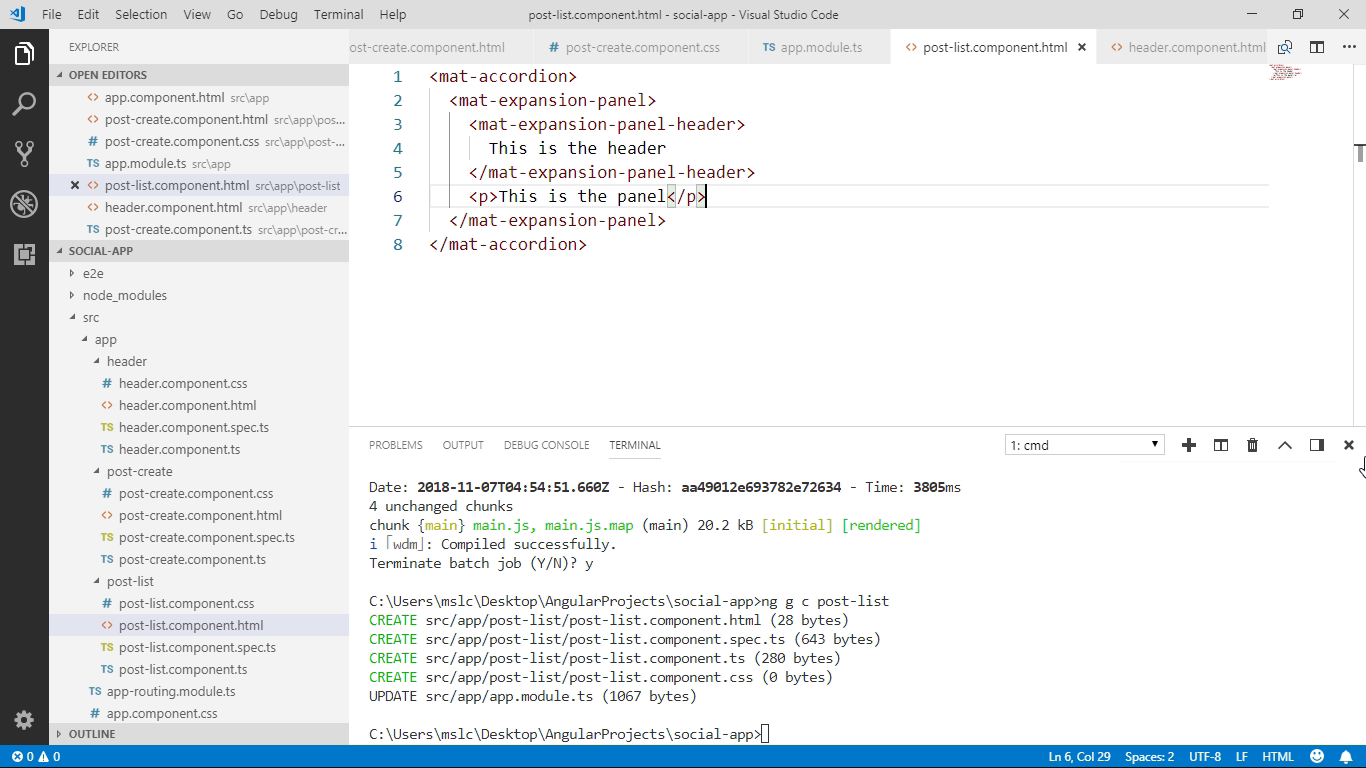 File Edit Selection View Go Debug Terminal Help
post-list.component.html - social-app - Visual Studio Code
EXPLORER
ost-create.component.html
# post-create.component.css
TS app.module.ts
<> post-list.component.html ×
<> header.component.html
OPEN EDITORS
<> app.component.html src\app
<> post-create.component.html src\app\pos...
# post-create.component.css src\app\post-...
TS app.module.ts src\app
× <> post-list.component.html src\app\post-list
<> header.component.html src\app\header
TS post-create.component.ts src\app\post-cr...
SOCIAL-APP
e2e
node_modules
src
app
header
# header.component.css
<> header.component.html
TS header.component.spec.ts
TS header.component.ts
post-create
# post-create.component.css
<> post-create.component.html
TS post-create.component.spec.ts
TS post-create.component.ts
post-list
# post-list.component.css
<> post-list.component.html
TS post-list.component.spec.ts
TS post-list.component.ts
TS app-routing.module.ts
# app.component.css
OUTLINE
1 <mat-accordion>
2 <mat-expansion-panel>
3 <mat-expansion-panel-header>
4 This is the header
5 </mat-expansion-panel-header>
6 <p>This is the panel</p>
7 </mat-expansion-panel>
8 </mat-accordion>
PROBLEMS OUTPUT DEBUG CONSOLE TERMINAL
1: cmd
Date: 2018-11-07T04:54:51.660Z - Hash: aa49012e693782e72634 - Time: 3805ms
4 unchanged chunks
chunk {main} main.js, main.js.map (main) 20.2 kB [initial] [rendered]
i ｢wdm｣: Compiled successfully.
Terminate batch job (Y/N)? y
C:\Users\mslc\Desktop\AngularProjects\social-app>ng g c post-list
CREATE src/app/post-list/post-list.component.html (28 bytes)
CREATE src/app/post-list/post-list.component.spec.ts (643 bytes)
CREATE src/app/post-list/post-list.component.ts (280 bytes)
CREATE src/app/post-list/post-list.component.css (0 bytes)
UPDATE src/app/app.module.ts (1067 bytes)
C:\Users\mslc\Desktop\AngularProjects\social-app>
0 0
Ln 6, Col 29 Spaces: 2 UTF-8 LF HTML